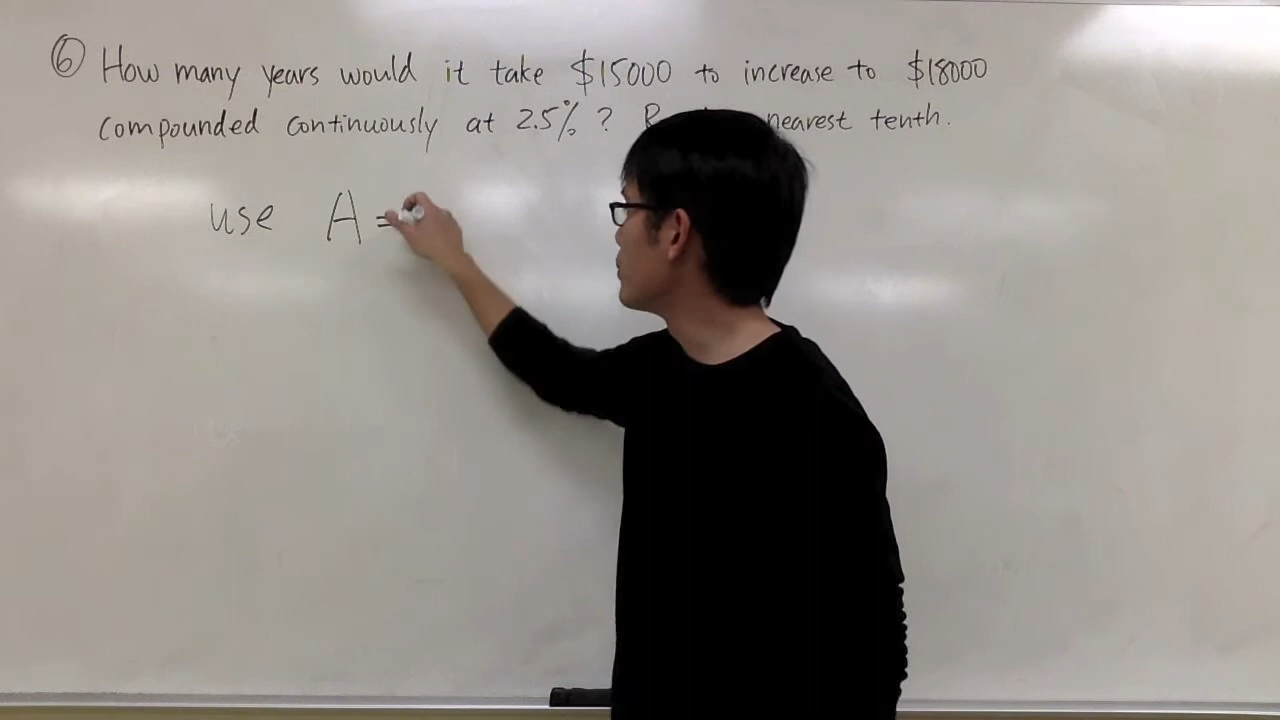 ⑥ How many years would it take $15000 to increase to $18000
compounded continuously at 2.5% ? nearest tenth.
use A =